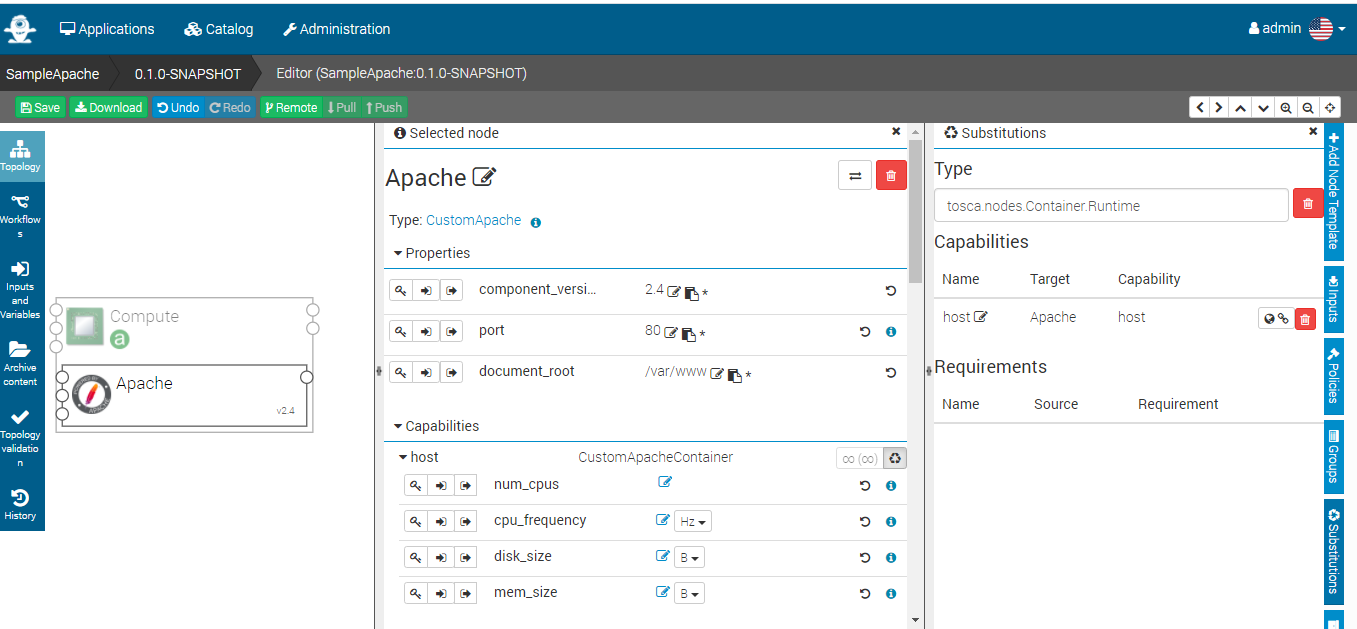 Applications Catalog Administration admin
SampleApache 0.1.0-SNAPSHOT Editor (SampleApache:0.1.0-SNAPSHOT)
Save Download Undo Redo Remote Pull Push
Topology
Workflow
s
Inputs
and
Variables
Archive
content
Topology
validatio
n
History
Compute
a
Apache
v2.4
Selected node
Apache
Type: CustomApache
Properties
component_versi... 2.4 *
port 80 *
document_root /var/www *
Capabilities
host CustomApacheContainer ∞ (∞)
num_cpus
cpu_frequency Hz
disk_size B
mem_size B
Substitutions
Type
tosca.nodes.Container.Runtime
Capabilities
Name Target Capability
host Apache host
Requirements
Name Source Requirement
Add Node Template
Inputs
Policies
Groups
Substitutions